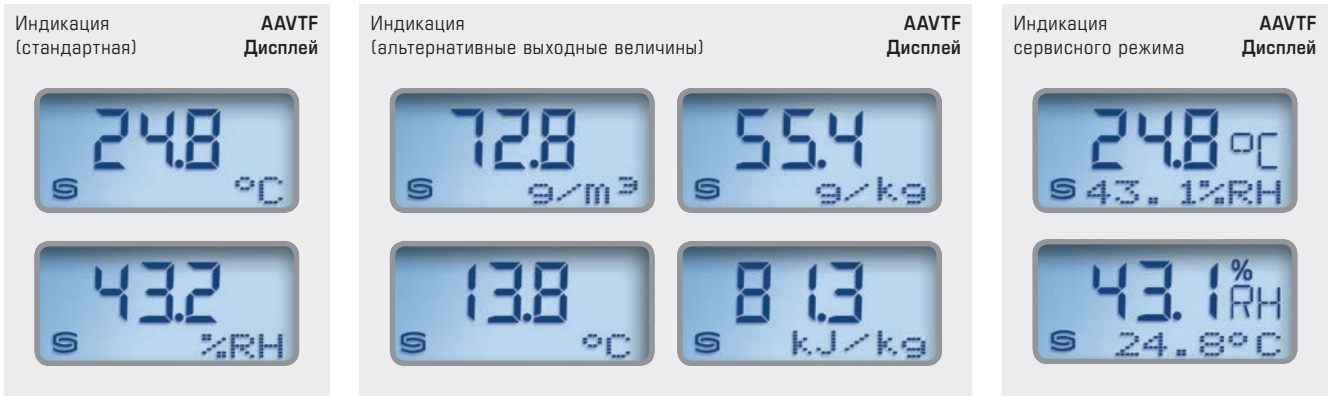 Индикация AAVTF
(стандартная) Дисплей
24.8
°C
43.2
%RH
Индикация AAVTF
(альтернативные выходные величины) Дисплей
72.8
g/m³
55.4
g/kg
13.8
°C
81.3
kJ/kg
Индикация AAVTF
сервисного режима Дисплей
24.8 °C
43.1%RH
43.1 % RH
24.8°C